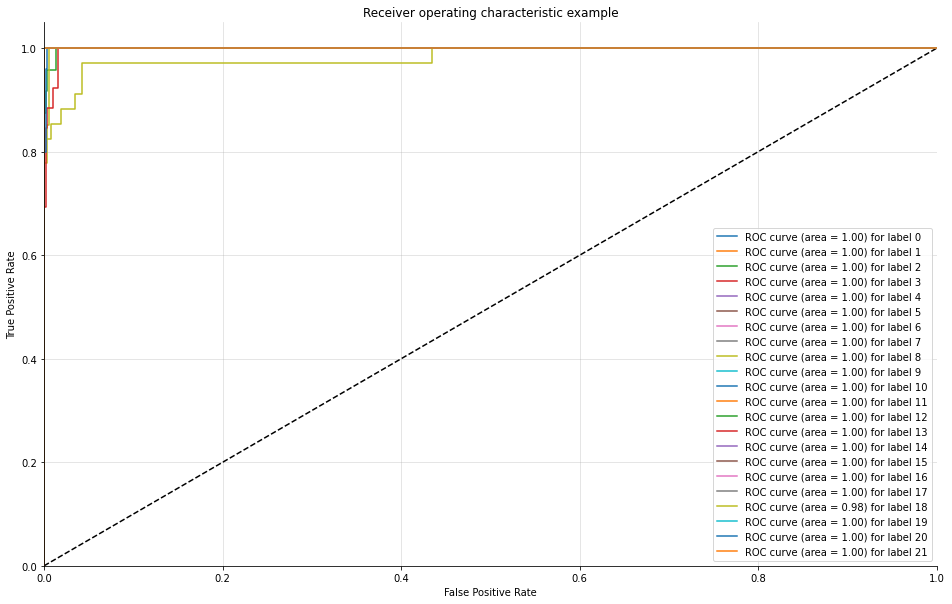 Receiver operating characteristic example
1.0
0.8
0.6
0.4
0.2
0.0
True Positive Rate
ROC curve (area = 1.00) for label 0
ROC curve (area = 1.00) for label 1
ROC curve (area = 1.00) for label 2
ROC curve (area = 1.00) for label 3
ROC curve (area = 1.00) for label 4
ROC curve (area = 1.00) for label 5
ROC curve (area = 1.00) for label 6
ROC curve (area = 1.00) for label 7
ROC curve (area = 1.00) for label 8
ROC curve (area = 1.00) for label 9
ROC curve (area = 1.00) for label 10
ROC curve (area = 1.00) for label 11
ROC curve (area = 1.00) for label 12
ROC curve (area = 1.00) for label 13
ROC curve (area = 1.00) for label 14
ROC curve (area = 1.00) for label 15
ROC curve (area = 1.00) for label 16
ROC curve (area = 1.00) for label 17
ROC curve (area = 0.98) for label 18
ROC curve (area = 1.00) for label 19
ROC curve (area = 1.00) for label 20
ROC curve (area = 1.00) for label 21
0.0 0.2 0.4 0.6 0.8 1.0
False Positive Rate